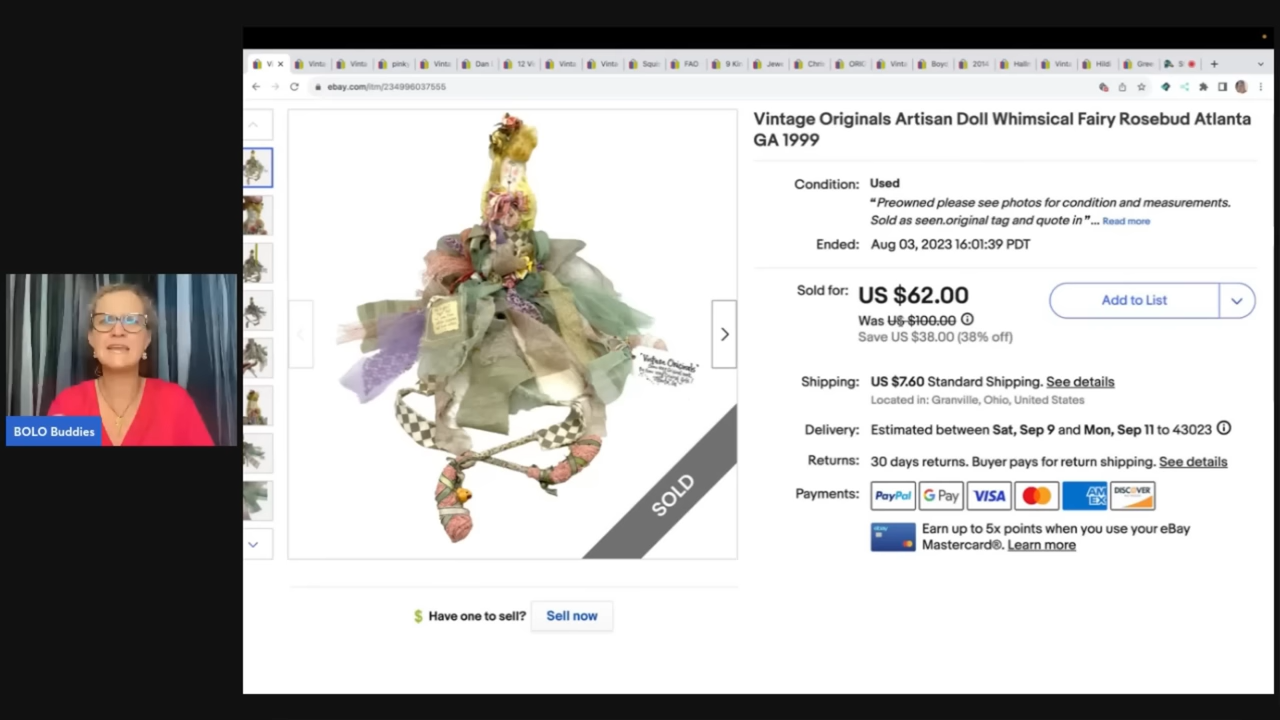 ebay.com/itm/234996037555
Vintage Originals Artisan Doll Whimsical Fairy Rosebud Atlanta
GA 1999
Condition: Used
“Preowned please see photos for condition and measurements.
Sold as seen.original tag and quote in” ... Read more
Ended: Aug 03, 2023 16:01:39 PDT
Sold for: US $62.00
Was US $100.00
Save US $38.00 (38% off)
Add to List
Shipping: US $7.60 Standard Shipping. See details
Located in: Granville, Ohio, United States
Delivery: Estimated between Sat, Sep 9 and Mon, Sep 11 to 43023
Returns: 30 days returns. Buyer pays for return shipping. See details
Payments: PayPal G Pay VISA AM EX DISCOVER
Earn up to 5x points when you use your eBay
Mastercard®. Learn more
SOLD
Have one to sell? Sell now
BOLO Buddies